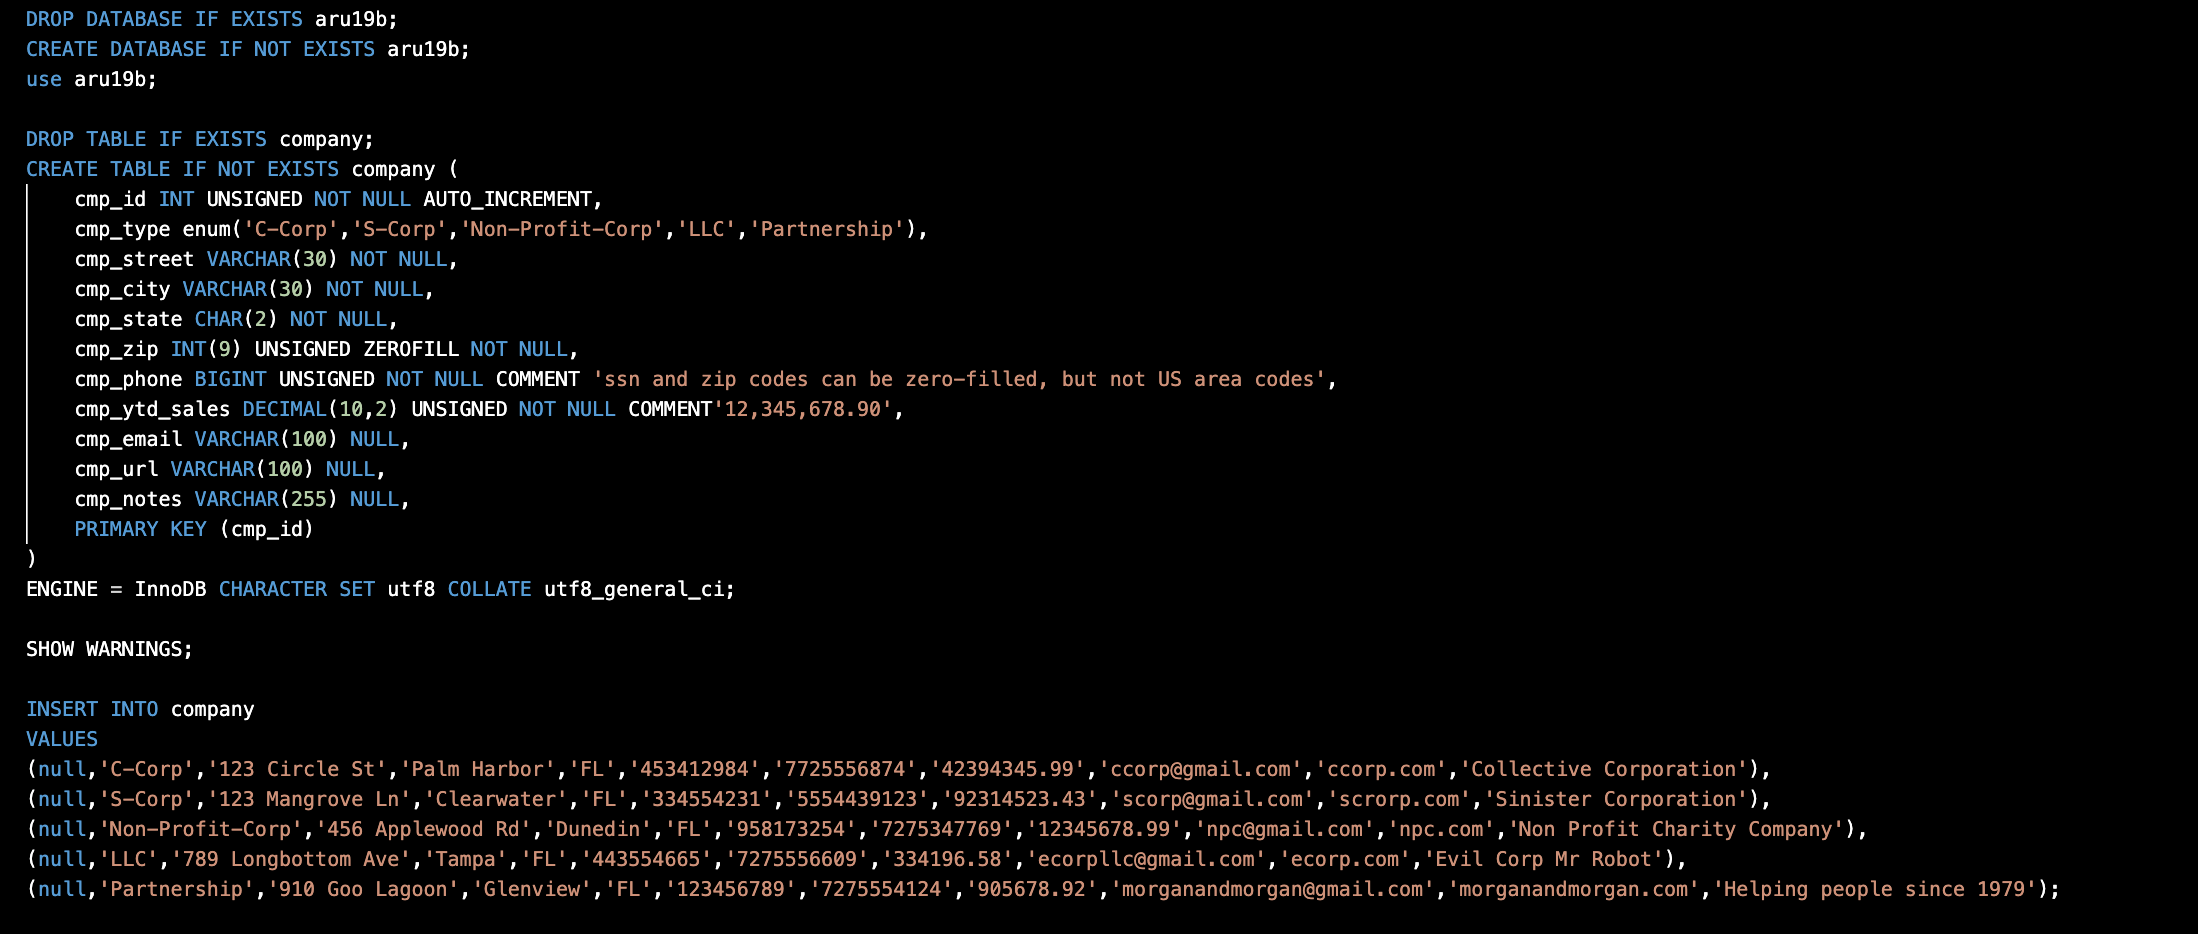 DROP DATABASE IF EXISTS aru19b;
CREATE DATABASE IF NOT EXISTS aru19b;
use aru19b;
DROP TABLE IF EXISTS company;
CREATE TABLE IF NOT EXISTS company (
cmp_id INT UNSIGNED NOT NULL AUTO_INCREMENT,
cmp_type enum('C-Corp','S-Corp','Non-Profit-Corp','LLC','Partnership'),
cmp_street VARCHAR(30) NOT NULL,
cmp_city VARCHAR(30) NOT NULL,
cmp_state CHAR(2) NOT NULL,
cmp_zip INT(9) UNSIGNED ZEROFILL NOT NULL,
cmp_phone BIGINT UNSIGNED NOT NULL COMMENT 'ssn and zip codes can be zero-filled, but not US area codes',
cmp_ytd_sales DECIMAL(10,2) UNSIGNED NOT NULL COMMENT'12,345,678.90',
cmp_email VARCHAR(100) NULL,
cmp_url VARCHAR(100) NULL,
cmp_notes VARCHAR(255) NULL,
PRIMARY KEY (cmp_id)
)
ENGINE = InnoDB CHARACTER SET utf8 COLLATE utf8_general_ci;
SHOW WARNINGS;
INSERT INTO company
VALUES
(null,'C-Corp','123 Circle St','Palm Harbor','FL','453412984','7725556874','42394345.99','ccorp@gmail.com','ccorp.com','Collective Corporation'),
(null,'S-Corp','123 Mangrove Ln','Clearwater','FL','334554231','5554439123','92314523.43','scorp@gmail.com','scrorp.com','Sinister Corporation'),
(null,'Non-Profit-Corp','456 Applewood Rd','Dunedin','FL','958173254','7275347769','12345678.99','npc@gmail.com','npc.com','Non Profit Charity Company'),
(null,'LLC','789 Longbottom Ave','Tampa','FL','443554665','7275556609','334196.58','ecorpllc@gmail.com','ecorp.com','Evil Corp Mr Robot'),
(null,'Partnership','910 Goo Lagoon','Glenview','FL','123456789','7275554124','905678.92','morganandmorgan@gmail.com','morganandmorgan.com','Helping people since 1979');